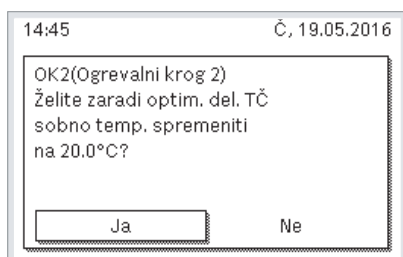 14:45 Č, 19.05.2016
OK2(Ogrevalni krog 2)
Želite zaradi optim. del. TČ
sobno temp. spremeniti
na 20.0°C?
Ja Ne